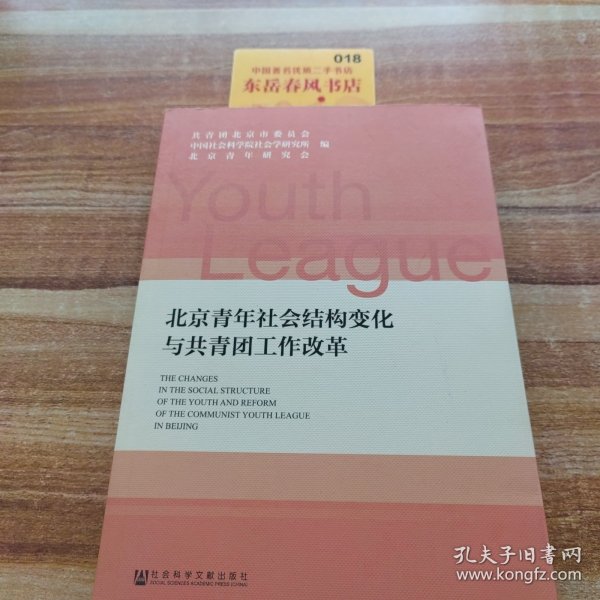 018
中国善品优质二手书店
东岳春风书店
共青团北京市委员会
中国社会科学院社会学研究所 编
北京青年研究会
Youth
League
北京青年社会结构变化
与共青团工作改革
THE CHANGES
IN THE SOCIAL STRUCTURE
OF THE YOUTH AND REFORM
OF THE COMMUNIST YOUTH LEAGUE
IN BEIJING
社会科学文献出版社
SOCIAL SCIENCES ACADEMIC PRESS (CHINA)
孔夫子旧书网
www.kongfz.com